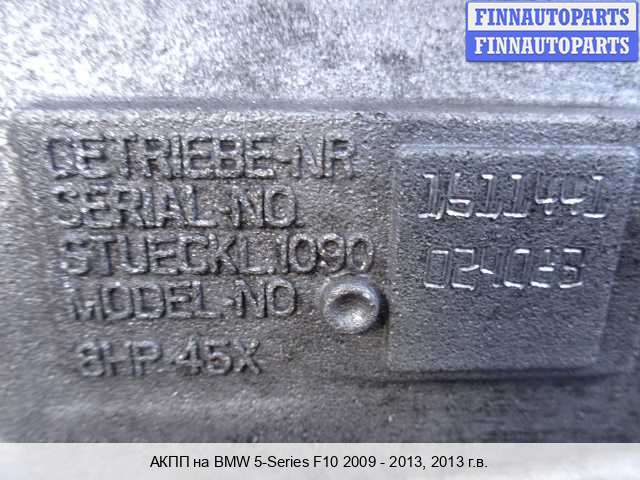 FINNAUTOPARTS
FINNAUTOPARTS
GETRIEBE-NR
SERIAL-NO.
STUECKL.1090
MODEL-NO
8HP-45X
1611441
АКПП на BMW 5-Series F10 2009 - 2013, 2013 г.в.